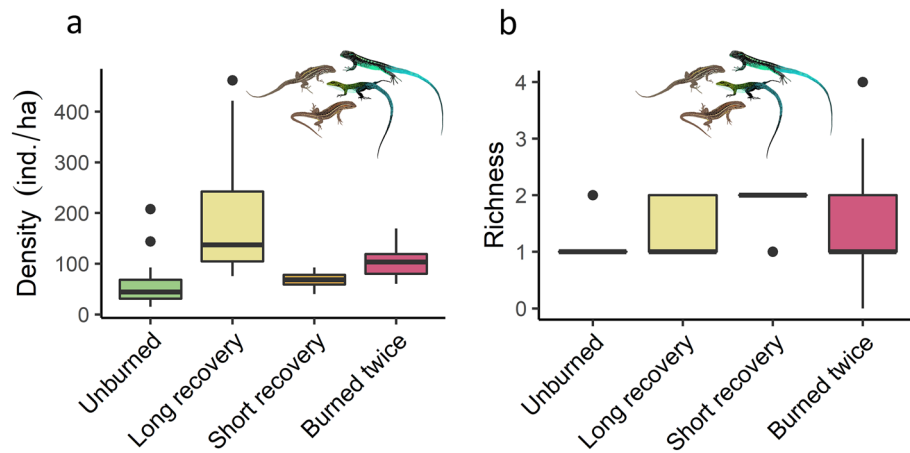 a
Density (ind./ha)
400
300
200
100
0
Unburned
Long recovery
Short recovery
Burned twice
b
Richness
4
3
2
1
0
Unburned
Long recovery
Short recovery
Burned twice